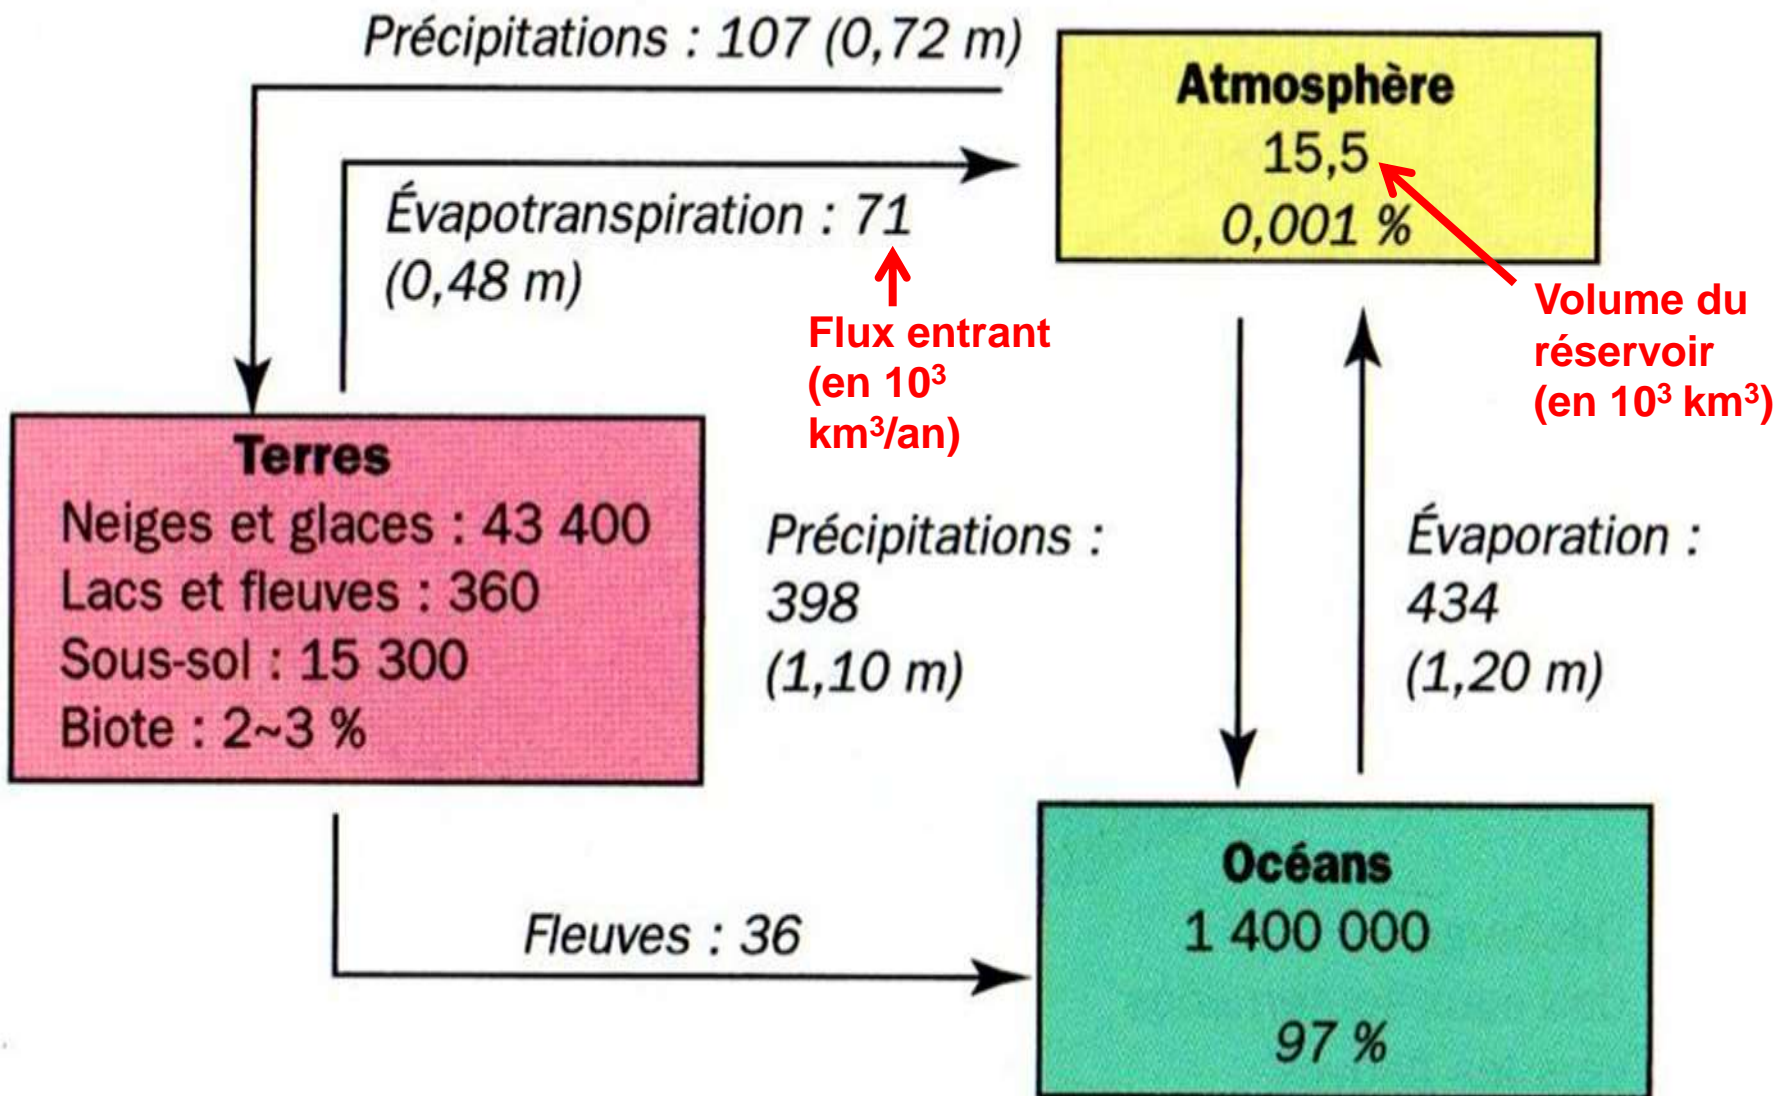 Précipitations : 107 (0,72 m)
Atmosphère
15,5
0,001 %
Évapotranspiration : 71
(0,48 m)
Flux entrant
(en 10³
km³/an)
Volume du
réservoir
(en 10³ km³)
Terres
Neiges et glaces : 43 400
Lacs et fleuves : 360
Sous-sol : 15 300
Biote : 2~3 %
Précipitations :
398
(1,10 m)
Évaporation :
434
(1,20 m)
Fleuves : 36
Océans
1 400 000
97 %